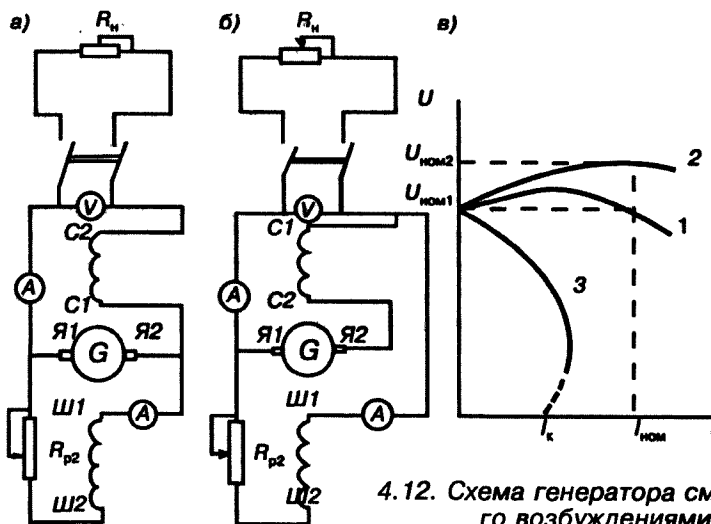 а)
Rн
б)
Rн
в)
U
Uном2
2
Uном1
1
3
V
C2
A
C1
Я1
G
Я2
Ш1
A
Rр2
Ш2
V
C1
A
C2
Я1
G
Я2
Ш1
A
Rр2
Ш2
Iк
Iном
4.12. Схема генератора см
го возбуждениями